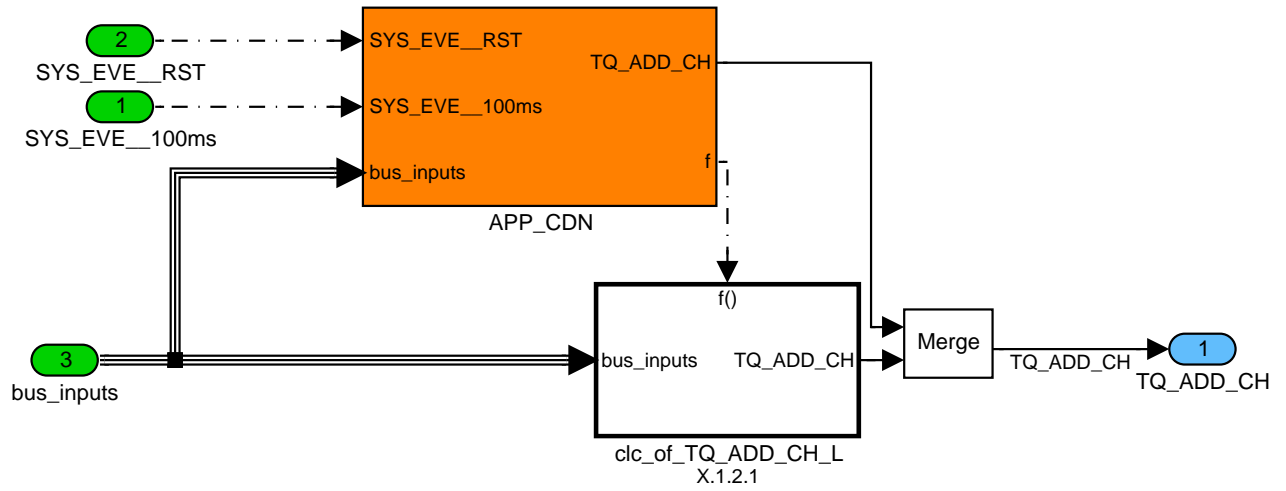 2
SYS_EVE__RST
1
SYS_EVE__100ms
SYS_EVE__RST
TQ_ADD_CH
SYS_EVE__100ms
f
bus_inputs
APP_CDN
3
bus_inputs
f()
bus_inputs
TQ_ADD_CH
clc_of_TQ_ADD_CH_L
X.1.2.1
Merge
TQ_ADD_CH
1
TQ_ADD_CH